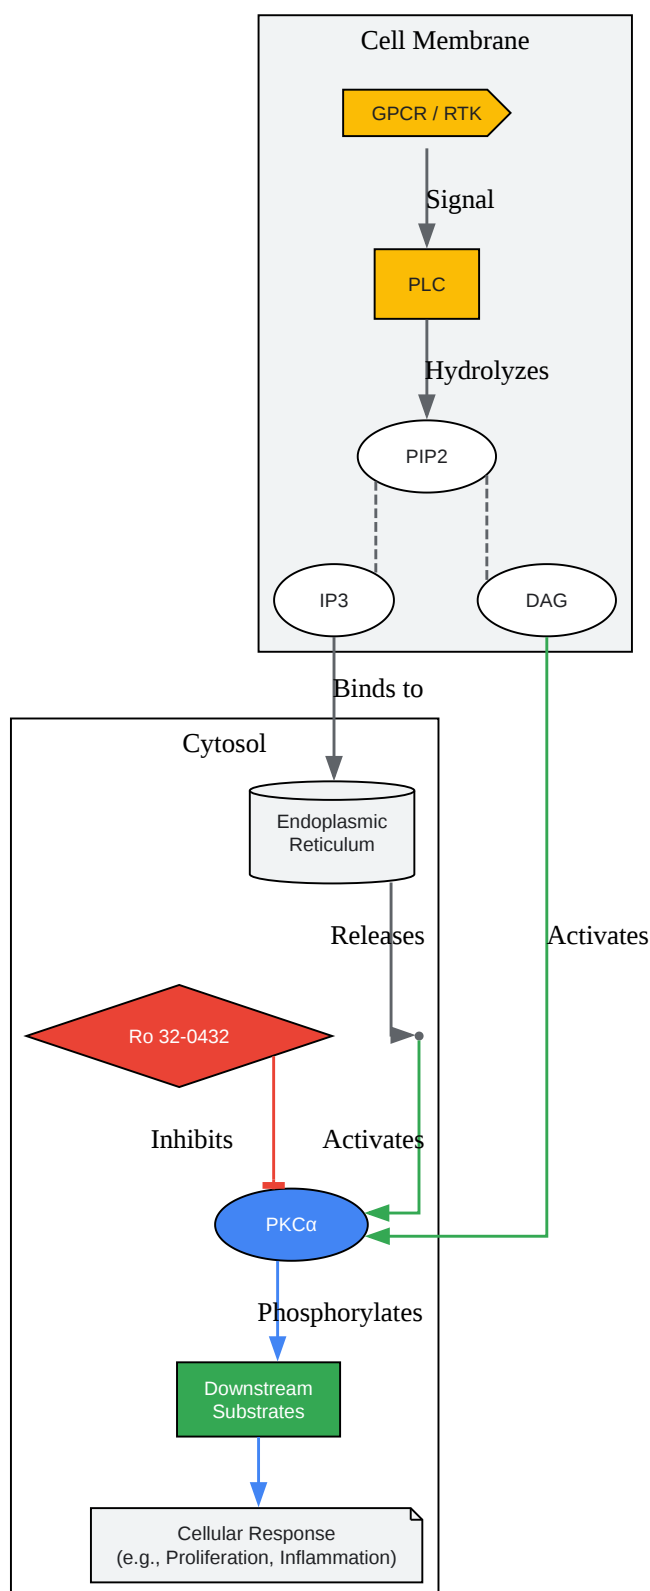 Cell Membrane
GPCR / RTK
Signal
PLC
Hydrolyzes
PIP2
IP3
DAG
Binds to
Cytosol
Endoplasmic
Reticulum
Releases
Activates
Ro 32-0432
Inhibits
Activates
PKCα
Phosphorylates
Downstream
Substrates
Cellular Response
(e.g., Proliferation, Inflammation)